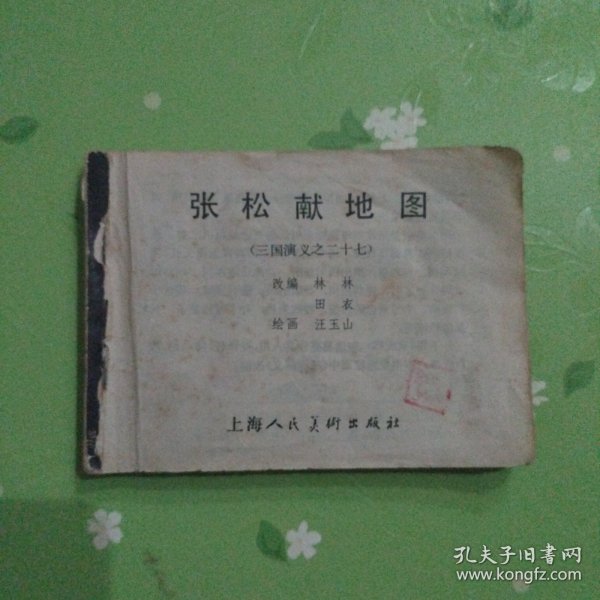 张松献地图
(三国演义之二十七)
改编 林 林
田 衣
绘画 汪玉山
上海人民美術出版社
孔夫子旧书网
www.kongfz.com